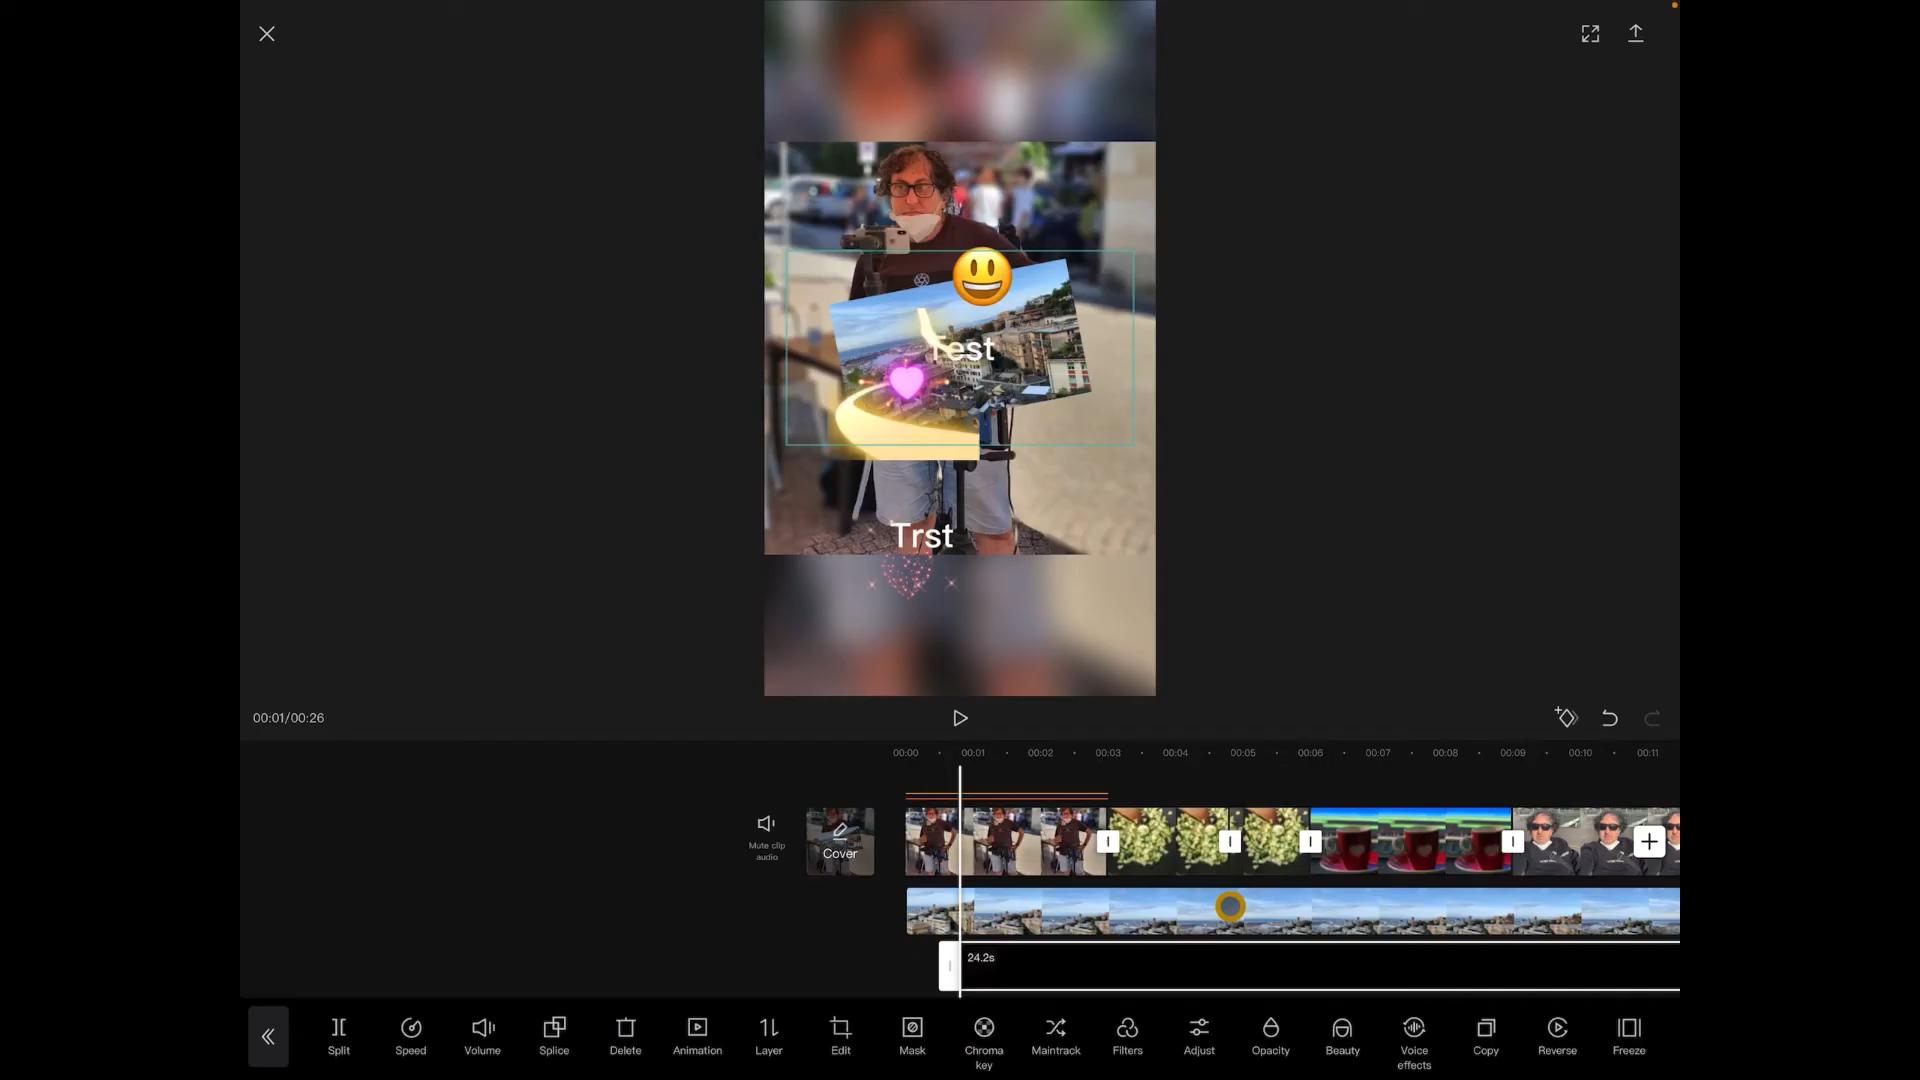 Test
Trst
00:01/00:26
00:00
00:01
00:02
00:03
00:04
00:05
00:06
00:07
00:08
00:09
00:10
00:11
Mute clip
audio
Cover
24.2s
Split
Speed
Volume
Splice
Delete
Animation
Layer
Edit
Mask
Chroma
key
Maintrack
Filters
Adjust
Opacity
Beauty
Voice
effects
Copy
Reverse
Freeze